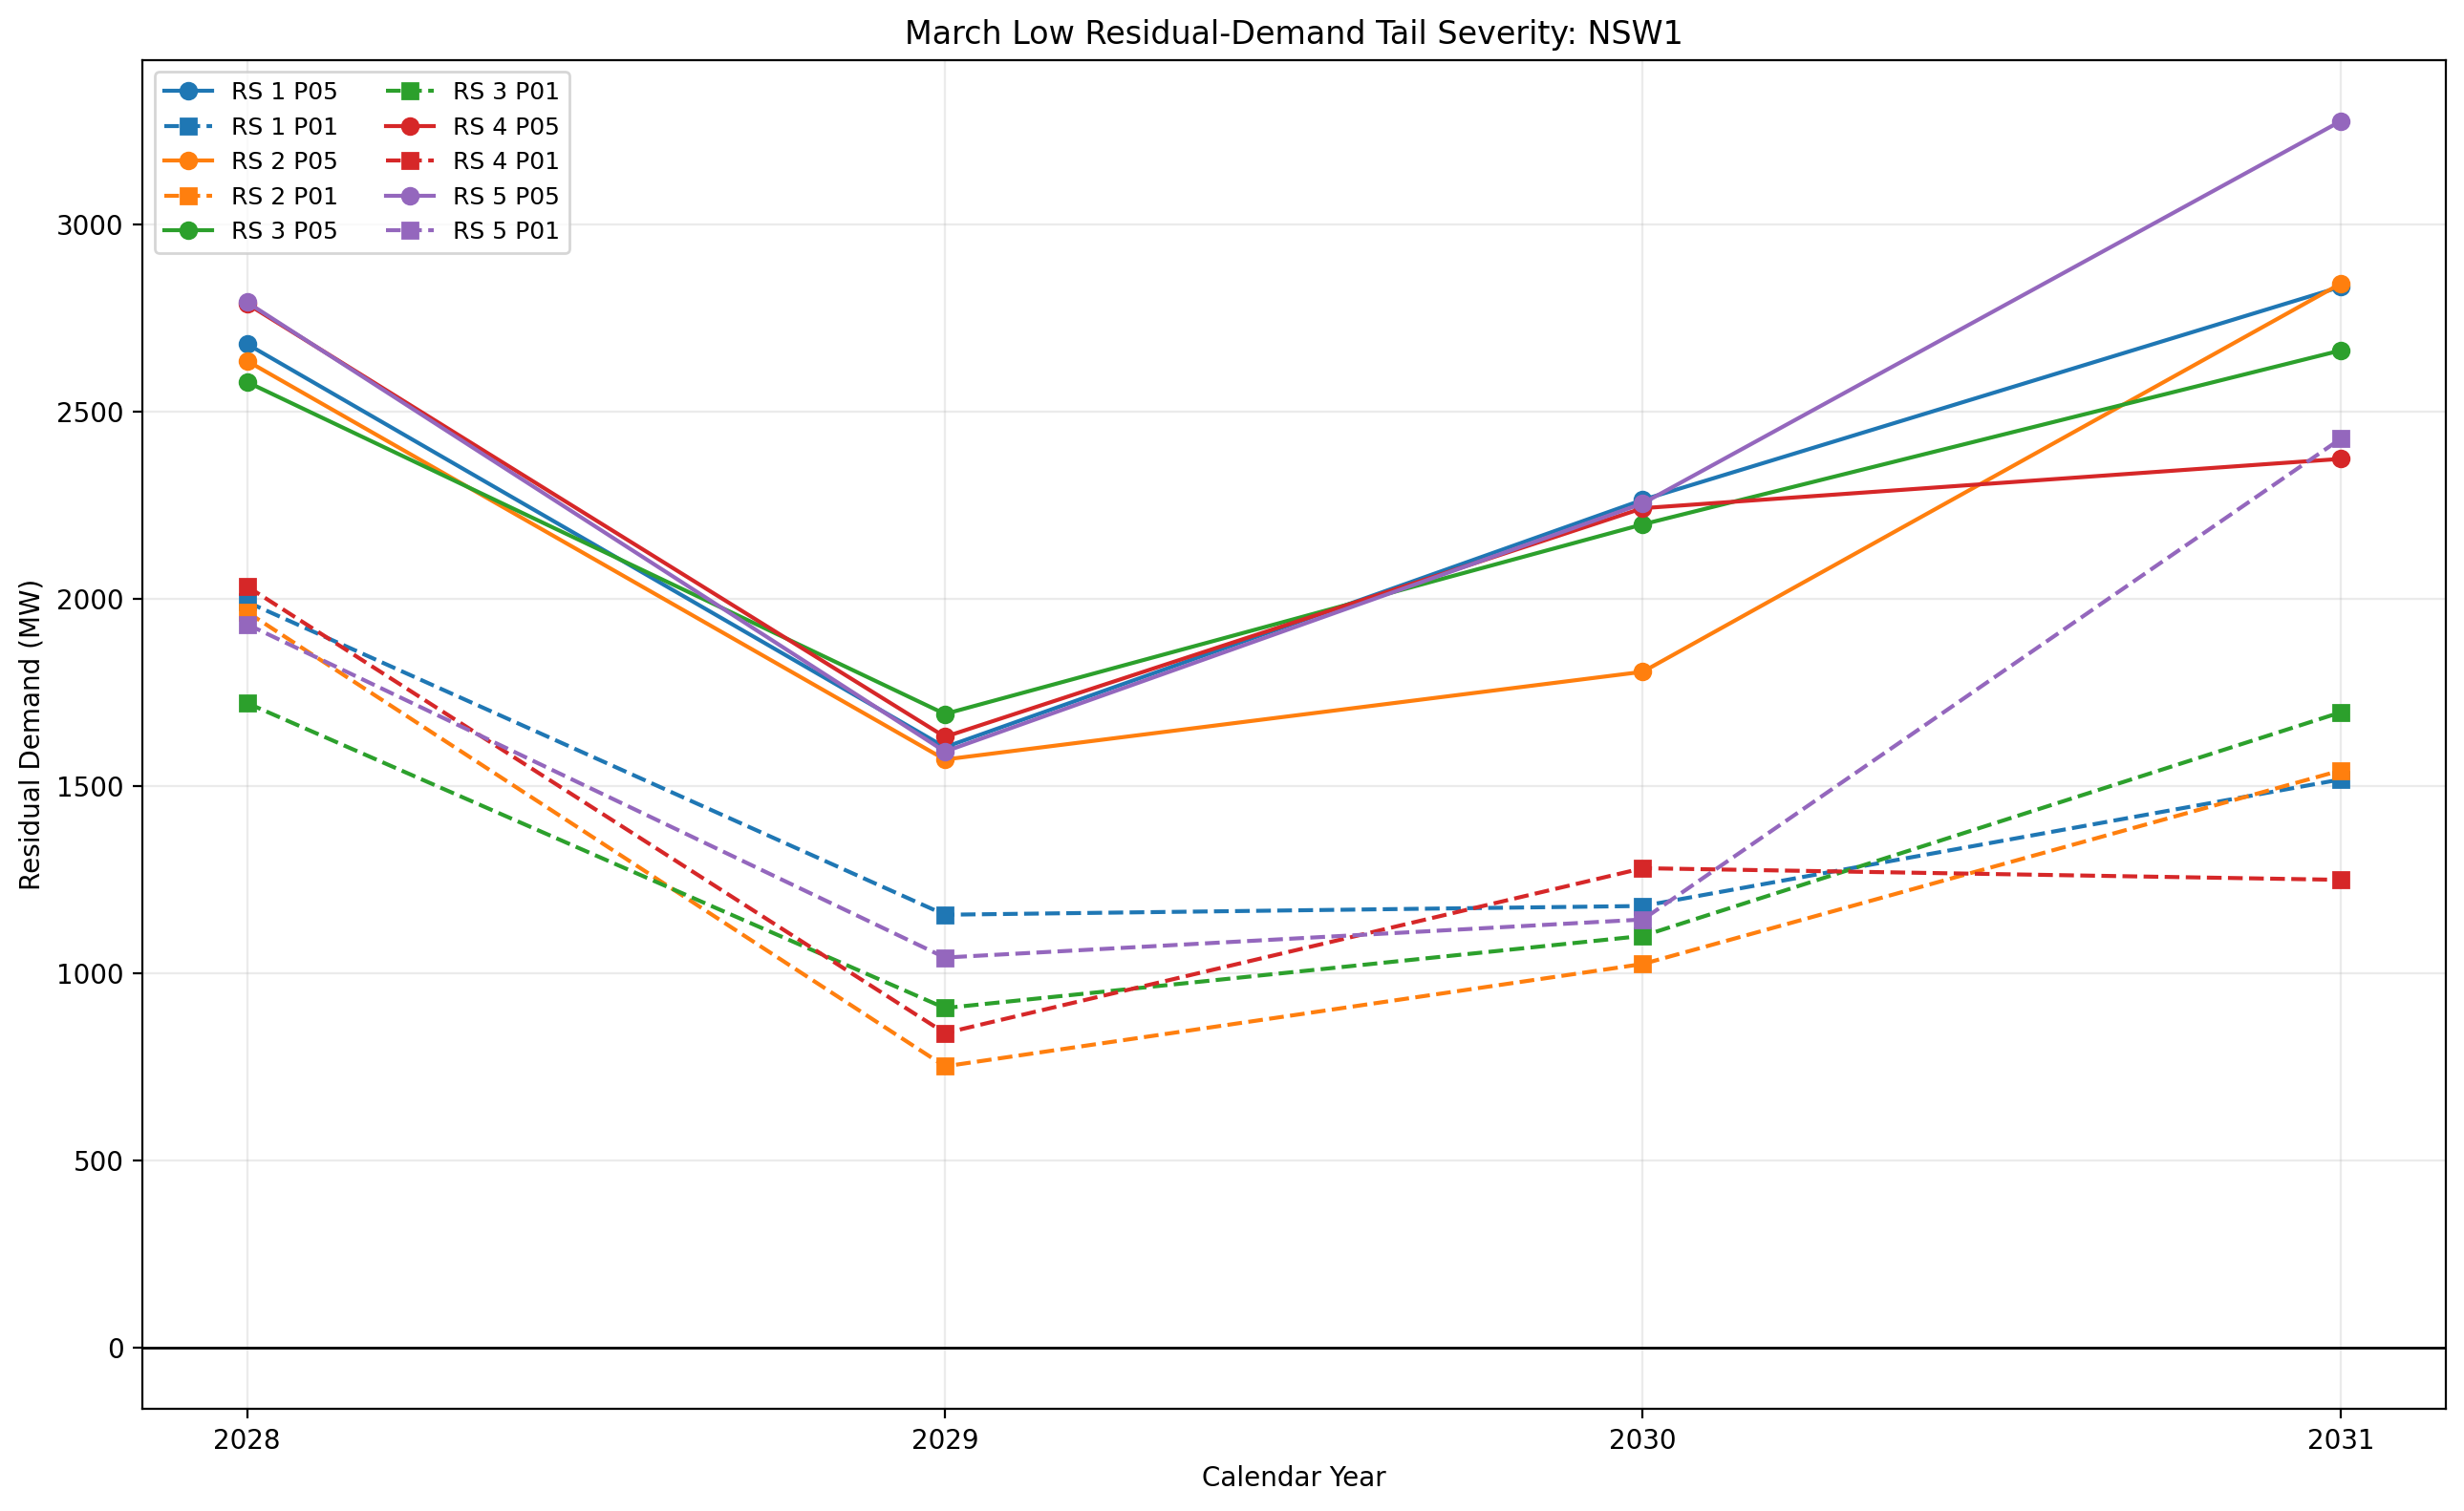 March Low Residual-Demand Tail Severity: NSW1
RS 1 P05
RS 1 P01
RS 2 P05
RS 2 P01
RS 3 P05
RS 3 P01
RS 4 P05
RS 4 P01
RS 5 P05
RS 5 P01
Residual Demand (MW)
3000
2500
2000
1500
1000
500
0
2028 2029 2030 2031
Calendar Year